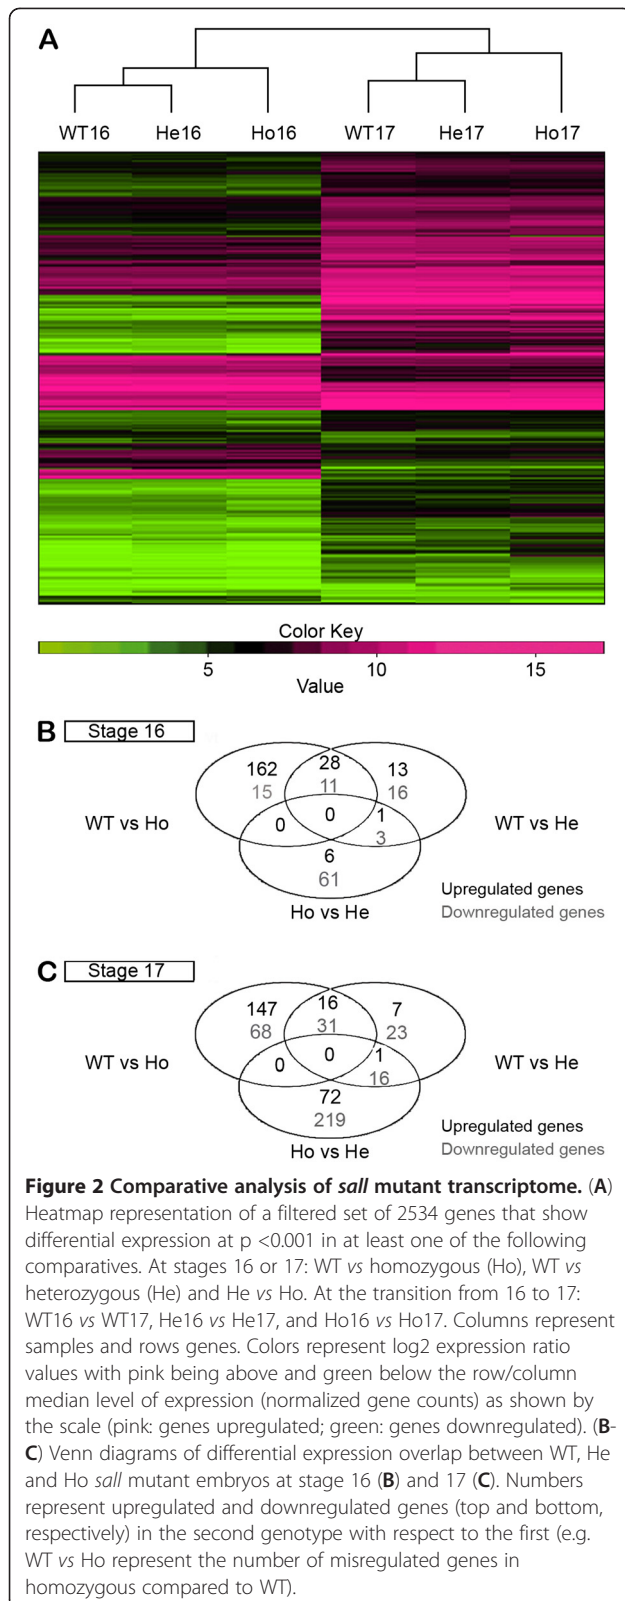 A
WT16 He16 Ho16 WT17 He17 Ho17
Color Key
5 10 15
Value
B Stage 16
162 28 13
15 11 16
0 0 1
3
WT vs Ho WT vs He
6
61
Ho vs He
Upregulated genes
Downregulated genes
C Stage 17
147 16 7
68 31 23
0 0 1
16
WT vs Ho WT vs He
72
219
Ho vs He
Upregulated genes
Downregulated genes
Figure 2 Comparative analysis of sall mutant transcriptome. (A)
Heatmap representation of a filtered set of 2534 genes that show
differential expression at p <0.001 in at least one of the following
comparatives. At stages 16 or 17: WT vs homozygous (Ho), WT vs
heterozygous (He) and He vs Ho. At the transition from 16 to 17:
WT16 vs WT17, He16 vs He17, and Ho16 vs Ho17. Columns represent
samples and rows genes. Colors represent log2 expression ratio
values with pink being above and green below the row/column
median level of expression (normalized gene counts) as shown by
the scale (pink: genes upregulated; green: genes downregulated). (B-
C) Venn diagrams of differential expression overlap between WT, He
and Ho sall mutant embryos at stage 16 (B) and 17 (C). Numbers
represent upregulated and downregulated genes (top and bottom,
respectively) in the second genotype with respect to the first (e.g.
WT vs Ho represent the number of misregulated genes in
homozygous compared to WT).